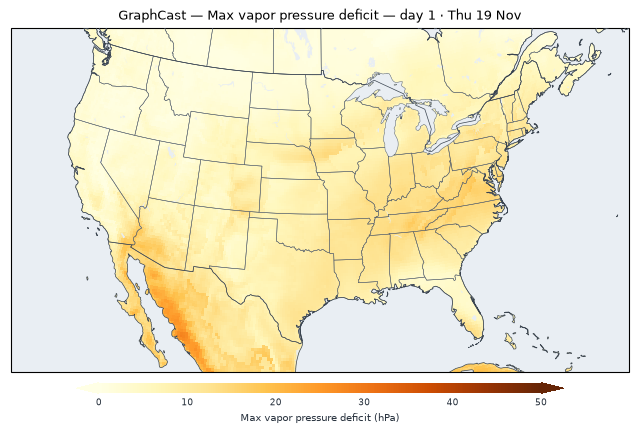 GraphCast — Max vapor pressure deficit — day 1 · Thu 19 Nov
0 10 20 30 40 50
Max vapor pressure deficit (hPa)